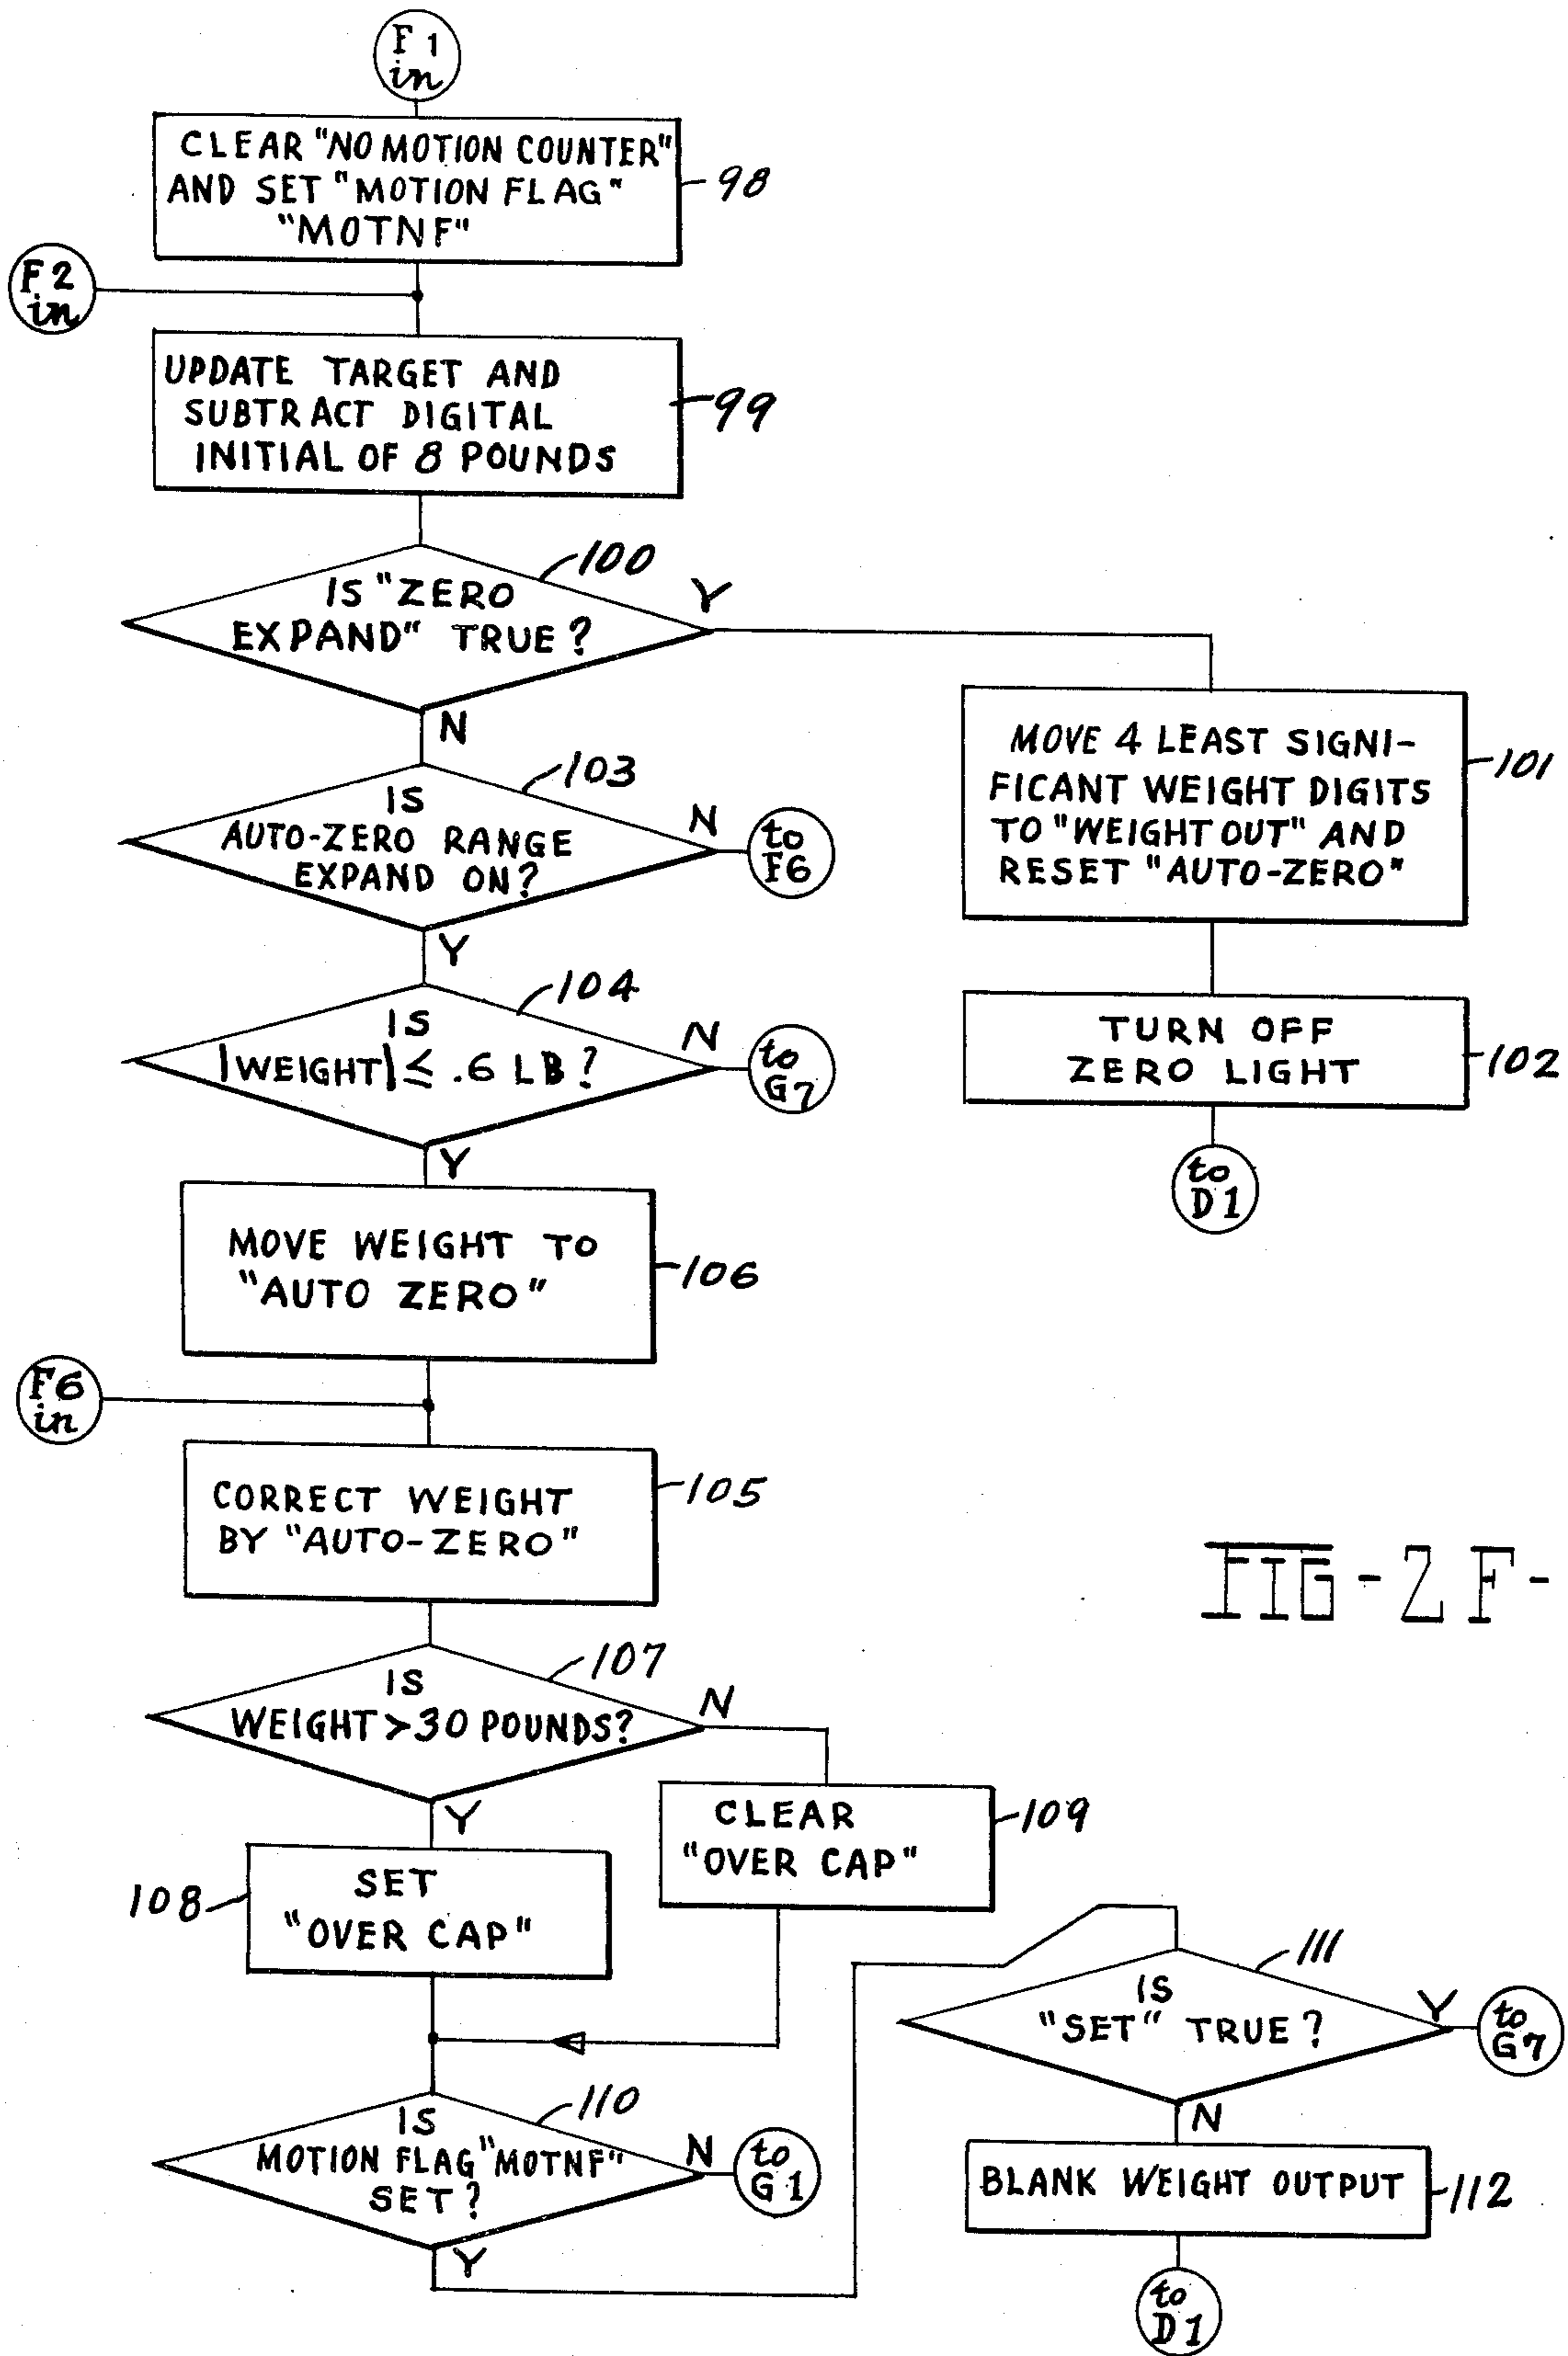 F 1
in
CLEAR "NO MOTION COUNTER"
AND SET "MOTION FLAG"
"MOTNF"
98
F 2
in
UPDATE TARGET AND
SUBTRACT DIGITAL
INITIAL OF 8 POUNDS
99
100
IS "ZERO
EXPAND" TRUE?
Y
N
MOVE 4 LEAST SIGNI-
FICANT WEIGHT DIGITS
TO "WEIGHT OUT" AND
RESET "AUTO-ZERO"
101
103
IS
AUTO-ZERO RANGE
EXPAND ON?
N
to
F6
Y
TURN OFF
ZERO LIGHT
102
to
D1
104
IS
|WEIGHT| ≤ .6 LB?
N
to
G7
Y
MOVE WEIGHT TO
"AUTO ZERO"
106
F6
in
CORRECT WEIGHT
BY "AUTO-ZERO"
105
FIG-2F-
107
IS
WEIGHT > 30 POUNDS?
N
Y
CLEAR
"OVER CAP"
109
108
SET
"OVER CAP"
111
IS
"SET" TRUE?
Y
to
G7
N
110
IS
MOTION FLAG "MOTNF"
SET?
N
to
G1
Y
BLANK WEIGHT OUTPUT
112
to
D1